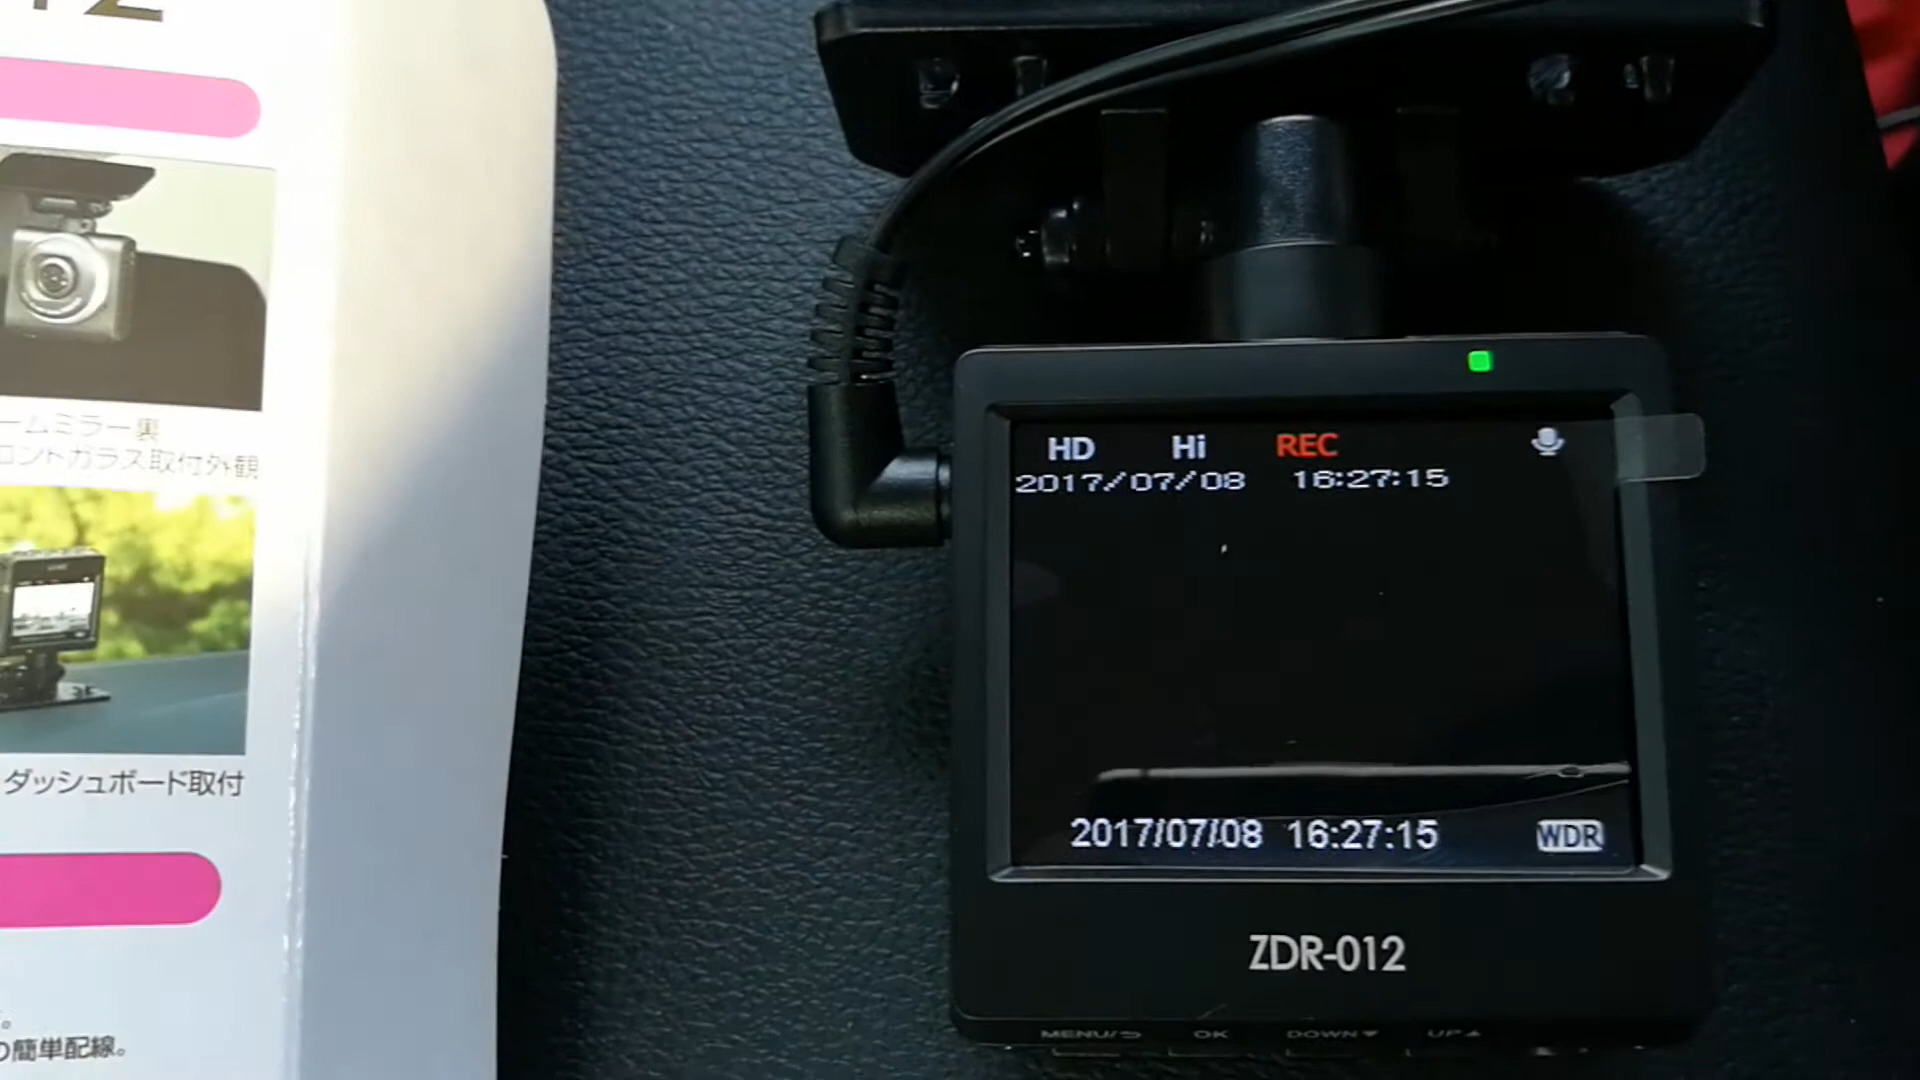 12
ームミラー裏
ロントガラス取付外観
ダッシュボード取付
。
の簡単配線。
HD Hi REC
2017/07/08 16:27:15
2017/07/08 16:27:15 WDR
ZDR-012
MENU/⮌ OK DOWN▼ UP▲